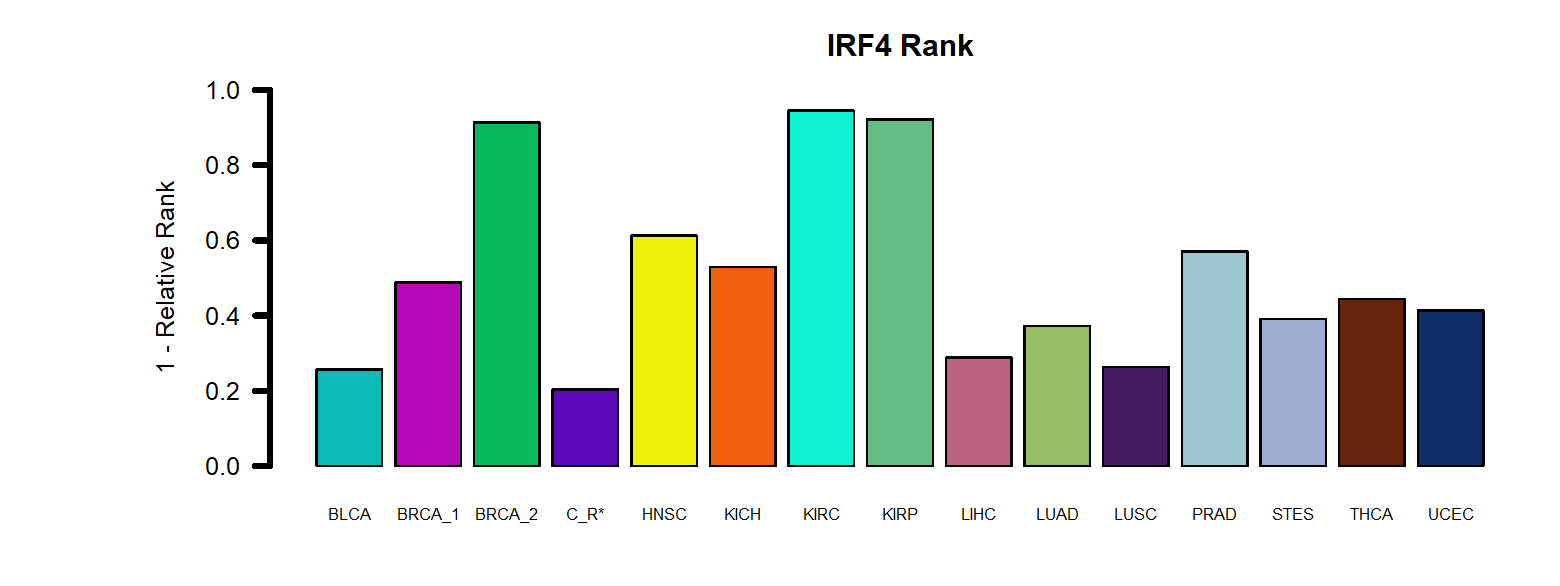 IRF4 Rank
1 - Relative Rank
1.0
0.8
0.6
0.4
0.2
0.0
BLCA BRCA_1 BRCA_2 C_R* HNSC KICH KIRC KIRP LIHC LUAD LUSC PRAD STES THCA UCEC